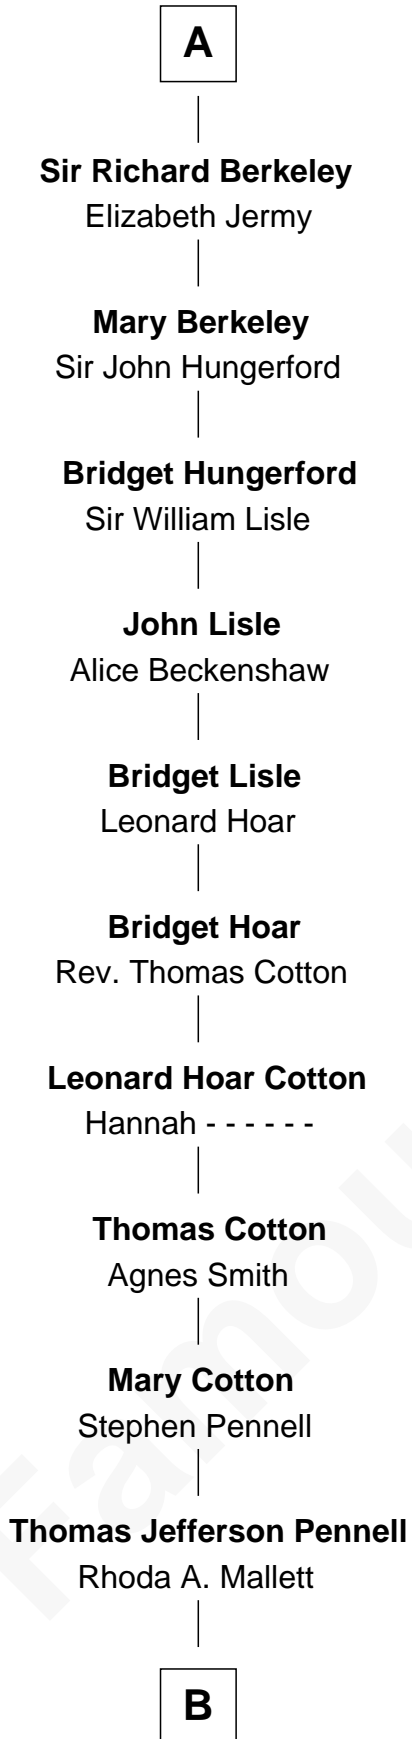 A
Sir Richard Berkeley
Elizabeth Jermy
Mary Berkeley
Sir John Hungerford
Bridget Hungerford
Sir William Lisle
John Lisle
Alice Beckenshaw
Bridget Lisle
Leonard Hoar
Bridget Hoar
Rev. Thomas Cotton
Leonard Hoar Cotton
Hannah - - - - - -
Thomas Cotton
Agnes Smith
Mary Cotton
Stephen Pennell
Thomas Jefferson Pennell
Rhoda A. Mallett
B
Famou